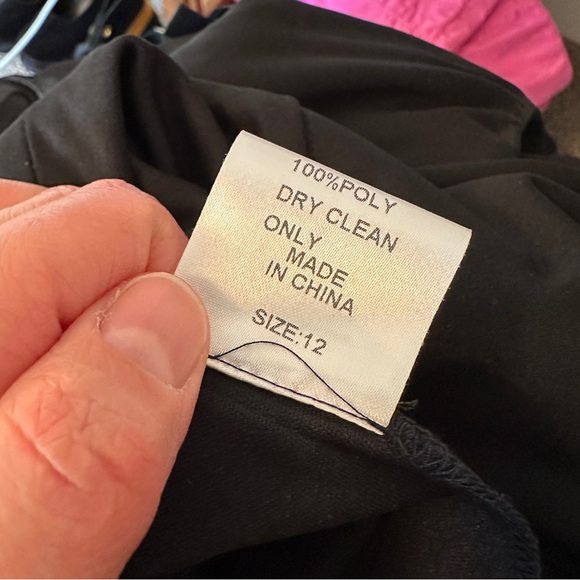 100%POLY
DRY CLEAN
ONLY
MADE
IN CHINA
SIZE:12